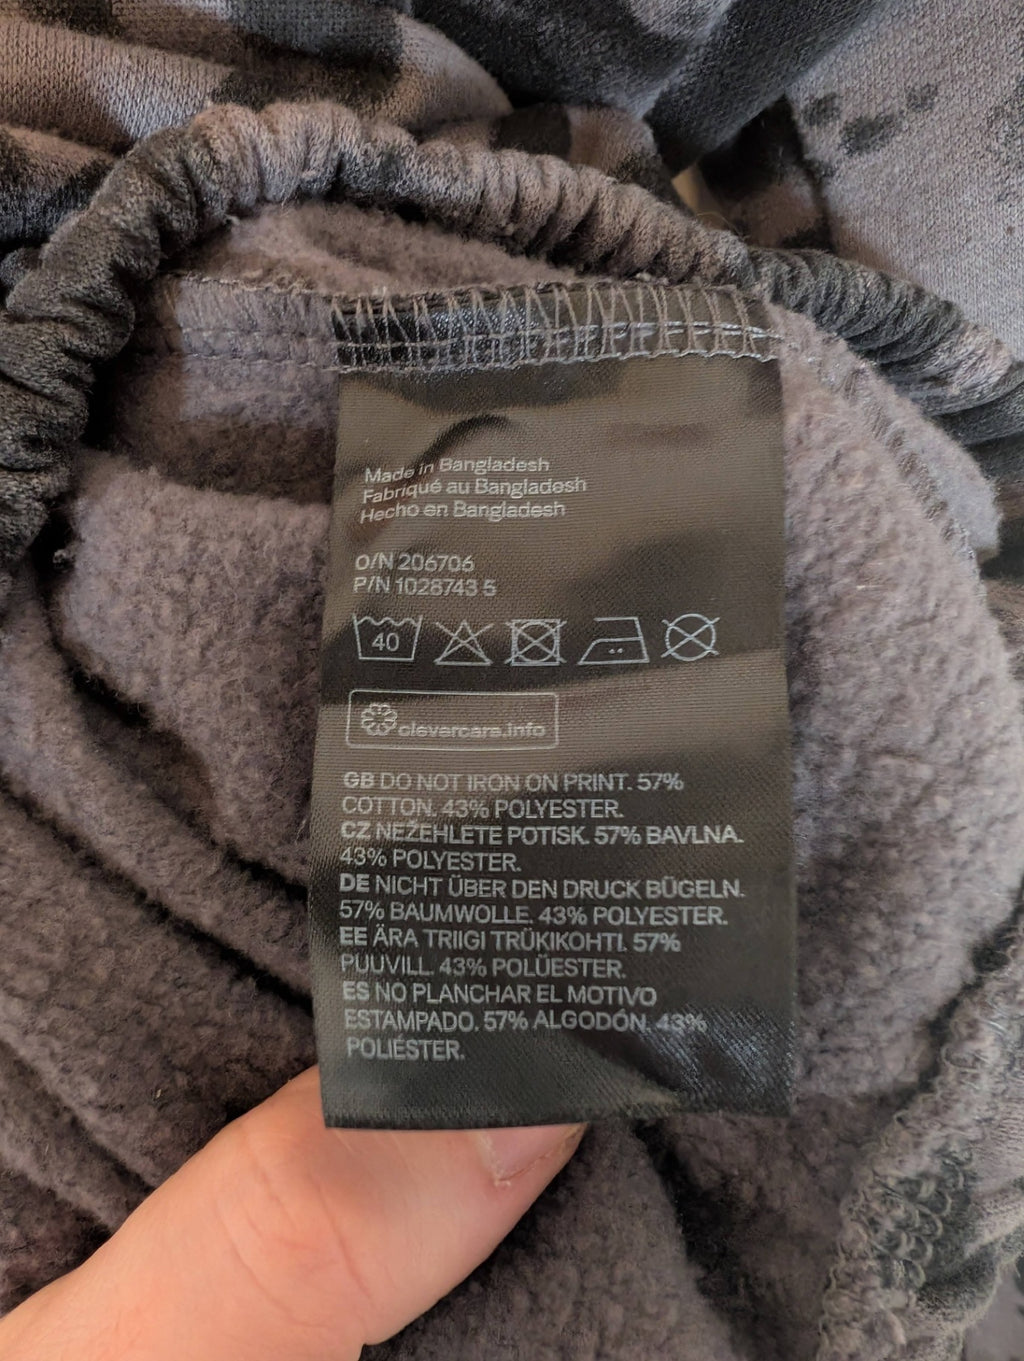 Made in Bangladesh
Fabriqué au Bangladesh
Hecho en Bangladesh
O/N 206706
P/N 1028743 5
40
clevercare.info
GB DO NOT IRON ON PRINT. 57%
COTTON. 43% POLYESTER.
CZ NEŽEHLETE POTISK. 57% BAVLNA.
43% POLYESTER.
DE NICHT ÜBER DEN DRUCK BÜGELN.
57% BAUMWOLLE. 43% POLYESTER.
EE ÄRA TRIIGI TRÜKIKOHTI. 57%
PUUVILL. 43% POLÜESTER.
ES NO PLANCHAR EL MOTIVO
ESTAMPADO. 57% ALGODÓN. 43%
POLIÉSTER.